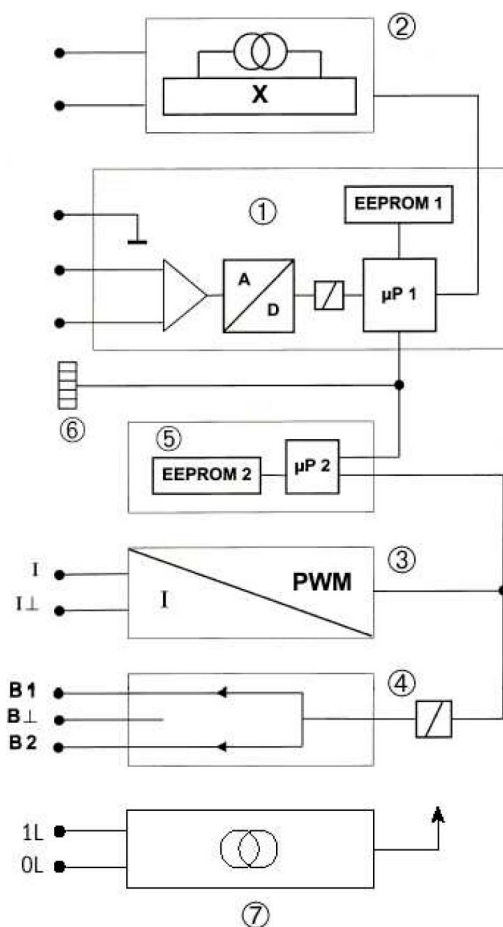 ②
X
①
EEPROM 1
A
D
µP 1
⑥
⑤
EEPROM 2
µP 2
③
I
I
PWM
I⊥
④
B1
B⊥
B2
1L
0L
⑦